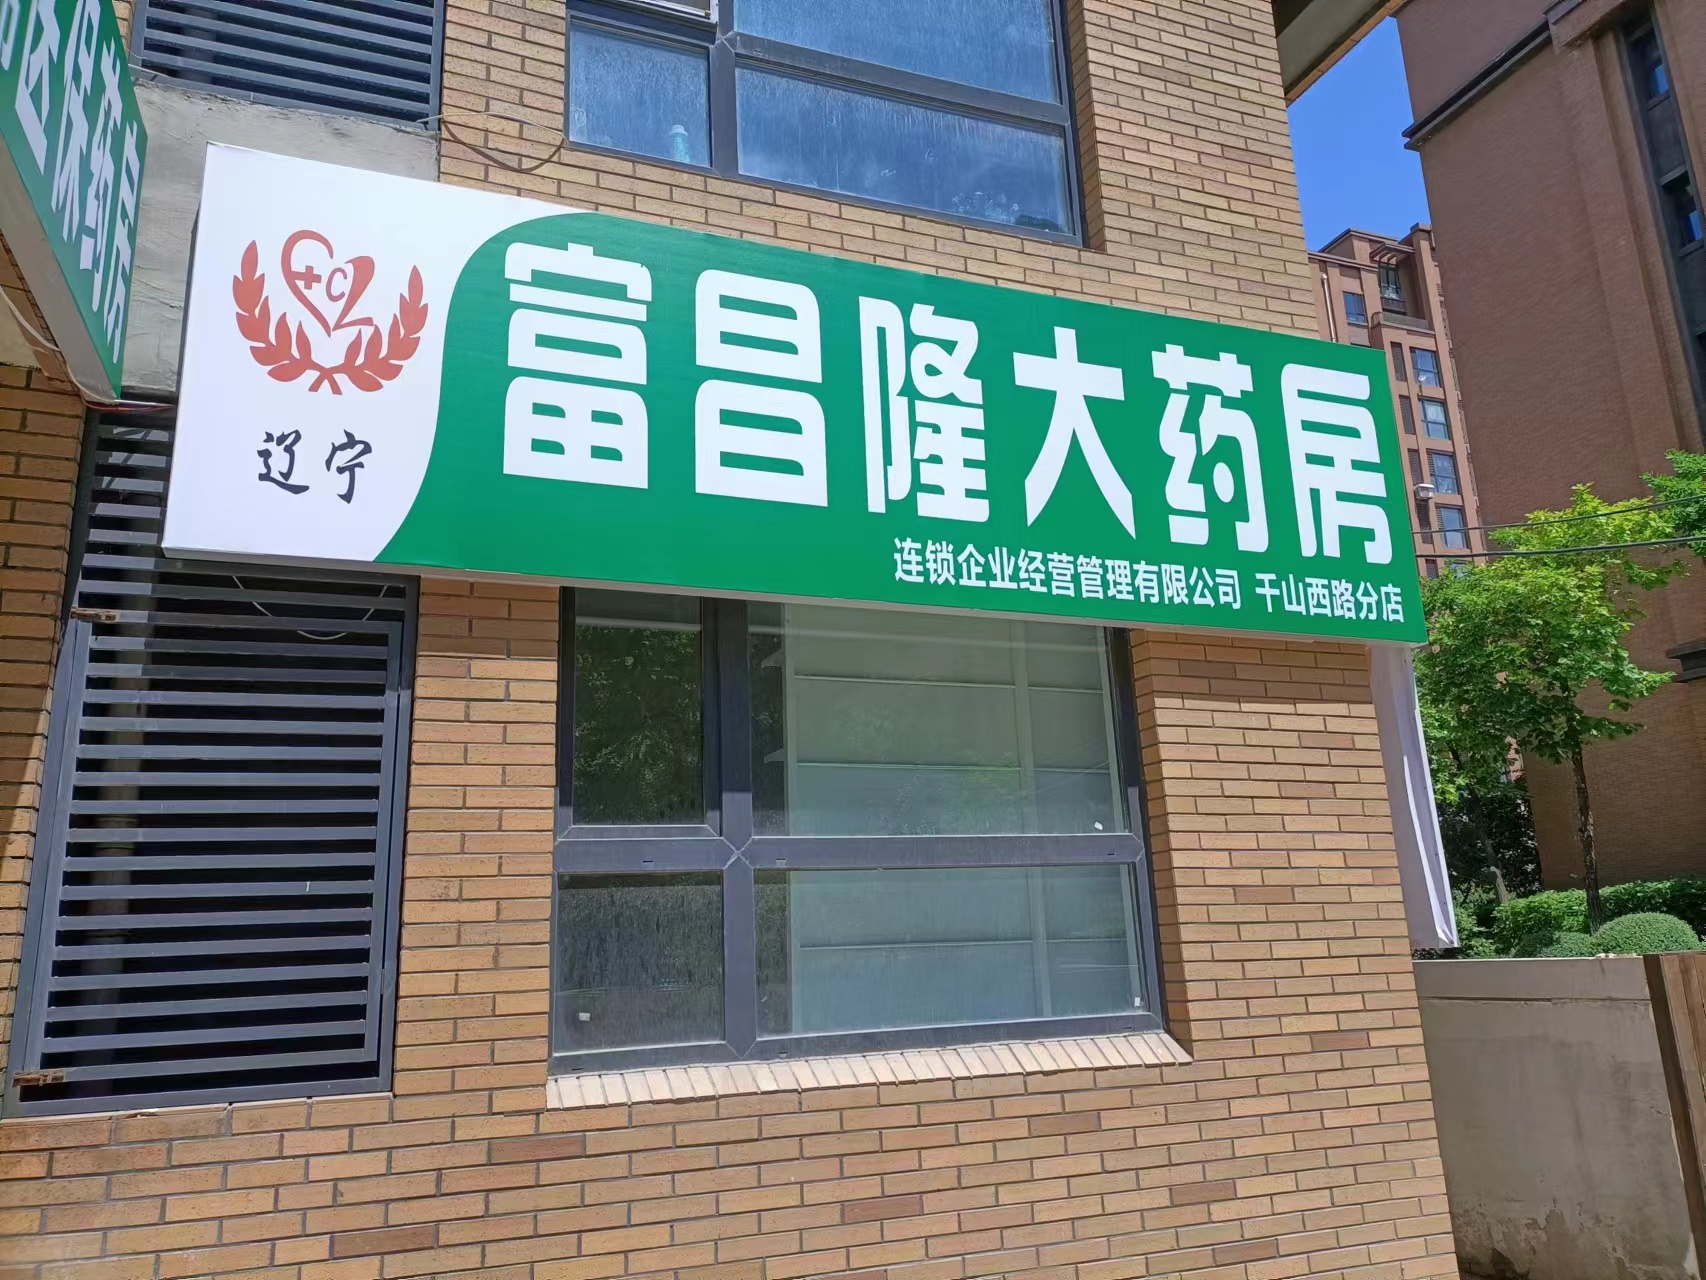 医保药房
辽宁
富昌隆大药房
连锁企业经营管理有限公司 千山西路分店